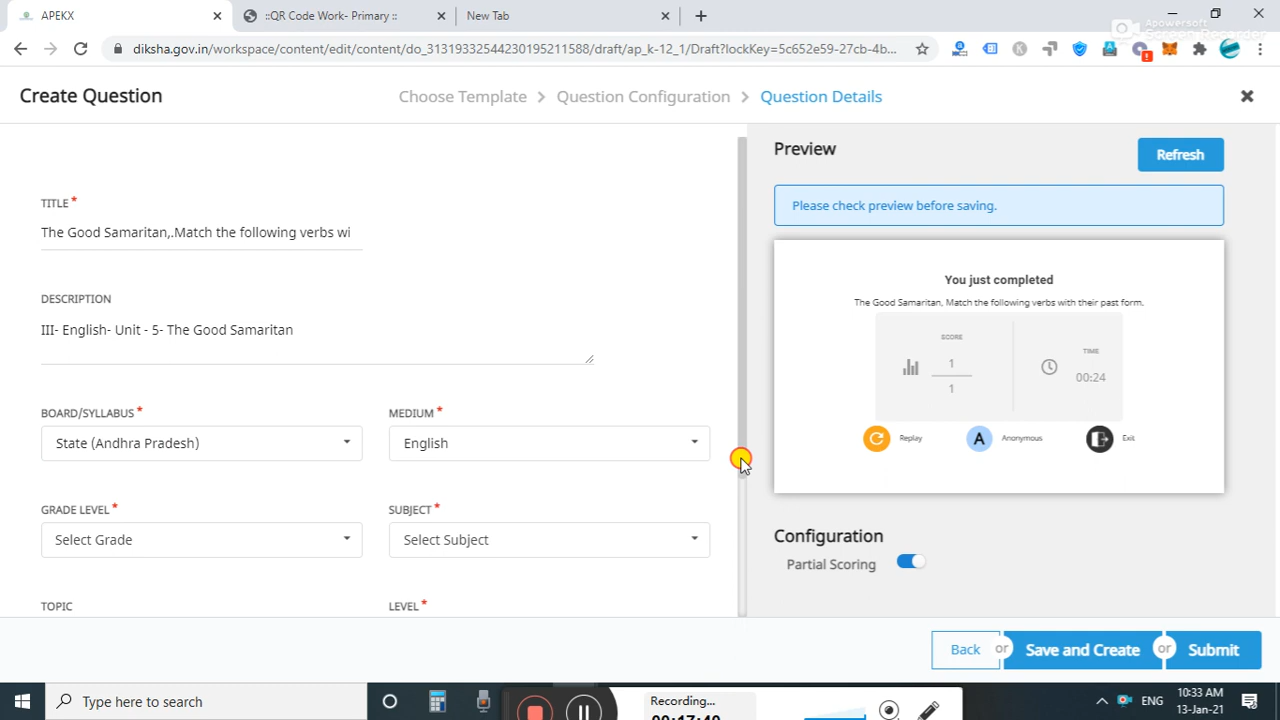 APEKX
::QR Code Work- Primary ::
New Tab
Apowersoft
Screen Recorder
diksha.gov.in/workspace/content/edit/content/do_31319332544230195211588/draft/ap_k-12_1/Draft?lockKey=5c652e59-27cb-4b...
Create Question
Choose Template
Question Configuration
Question Details
Preview
Refresh
TITLE*
The Good Samaritan,.Match the following verbs wi
Please check preview before saving.
You just completed
The Good Samaritan, Match the following verbs with their past form.
DESCRIPTION
III- English- Unit - 5- The Good Samaritan
SCORE
1
1
TIME
00:24
BOARD/SYLLABUS*
MEDIUM*
State (Andhra Pradesh)
English
Replay
A
Anonymous
Exit
GRADE LEVEL*
SUBJECT*
Select Grade
Select Subject
Configuration
Partial Scoring
TOPIC
LEVEL*
Back
or
Save and Create
or
Submit
Type here to search
Recording...
00:17:40
ENG
10:33 AM
13-Jan-21